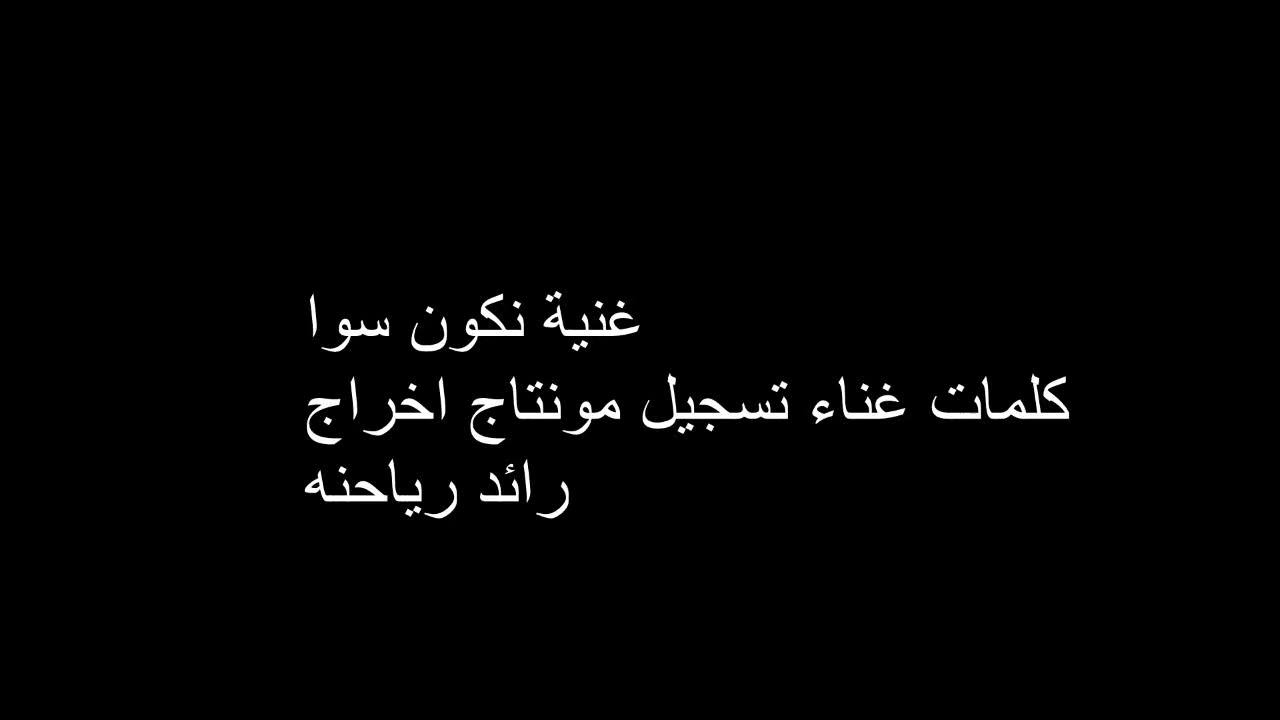 غنية نكون سوا
كلمات غناء تسجيل مونتاج اخراج
رائد رياحنه